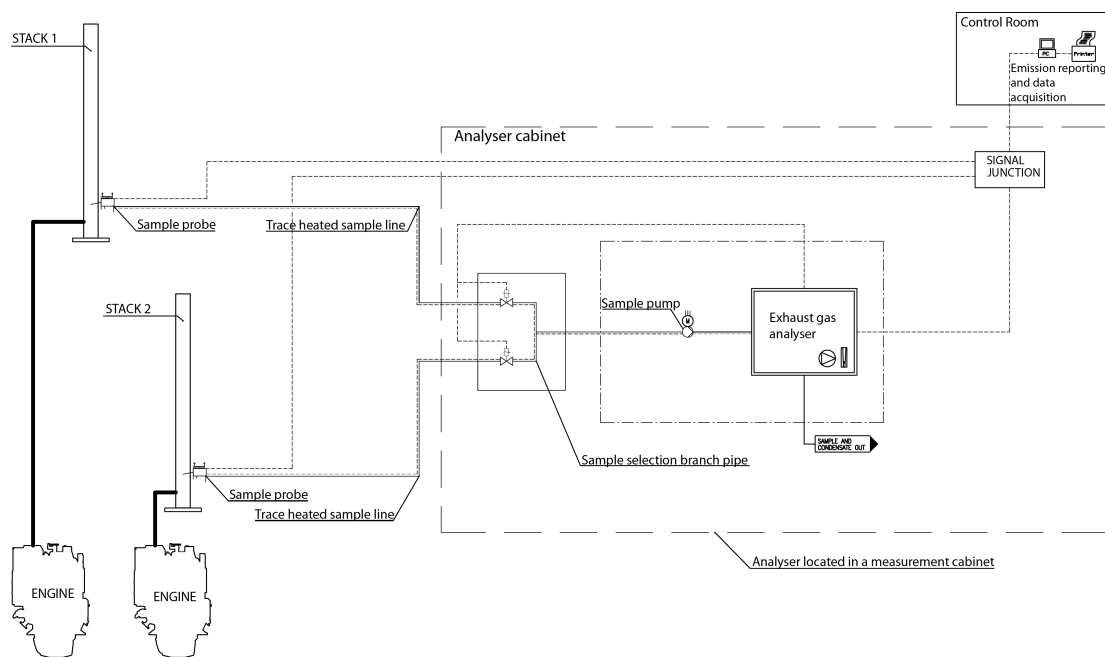 Control Room
STACK 1
PC
Printer
Emission reporting
and data
acquisition
Analyser cabinet
SIGNAL
JUNCTION
Sample probe
Trace heated sample line
STACK 2
Sample pump
M
Exhaust gas
analyser
SAMPLE AND
CONDENSATE OUT
Sample selection branch pipe
Sample probe
Trace heated sample line
Analyser located in a measurement cabinet
ENGINE
ENGINE